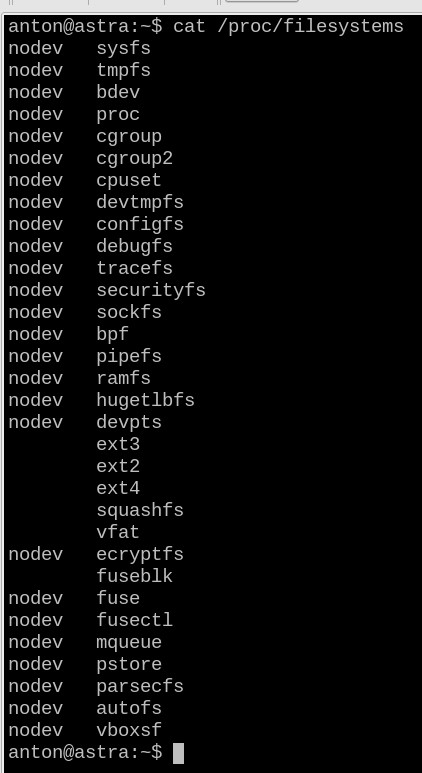 anton@astra:~$ cat /proc/filesystems
nodev   sysfs
nodev   tmpfs
nodev   bdev
nodev   proc
nodev   cgroup
nodev   cgroup2
nodev   cpuset
nodev   devtmpfs
nodev   configfs
nodev   debugfs
nodev   tracefs
nodev   securityfs
nodev   sockfs
nodev   bpf
nodev   pipefs
nodev   ramfs
nodev   hugetlbfs
nodev   devpts
        ext3
        ext2
        ext4
        squashfs
        vfat
nodev   ecryptfs
        fuseblk
nodev   fuse
nodev   fusectl
nodev   mqueue
nodev   pstore
nodev   parsecfs
nodev   autofs
nodev   vboxsf
anton@astra:~$